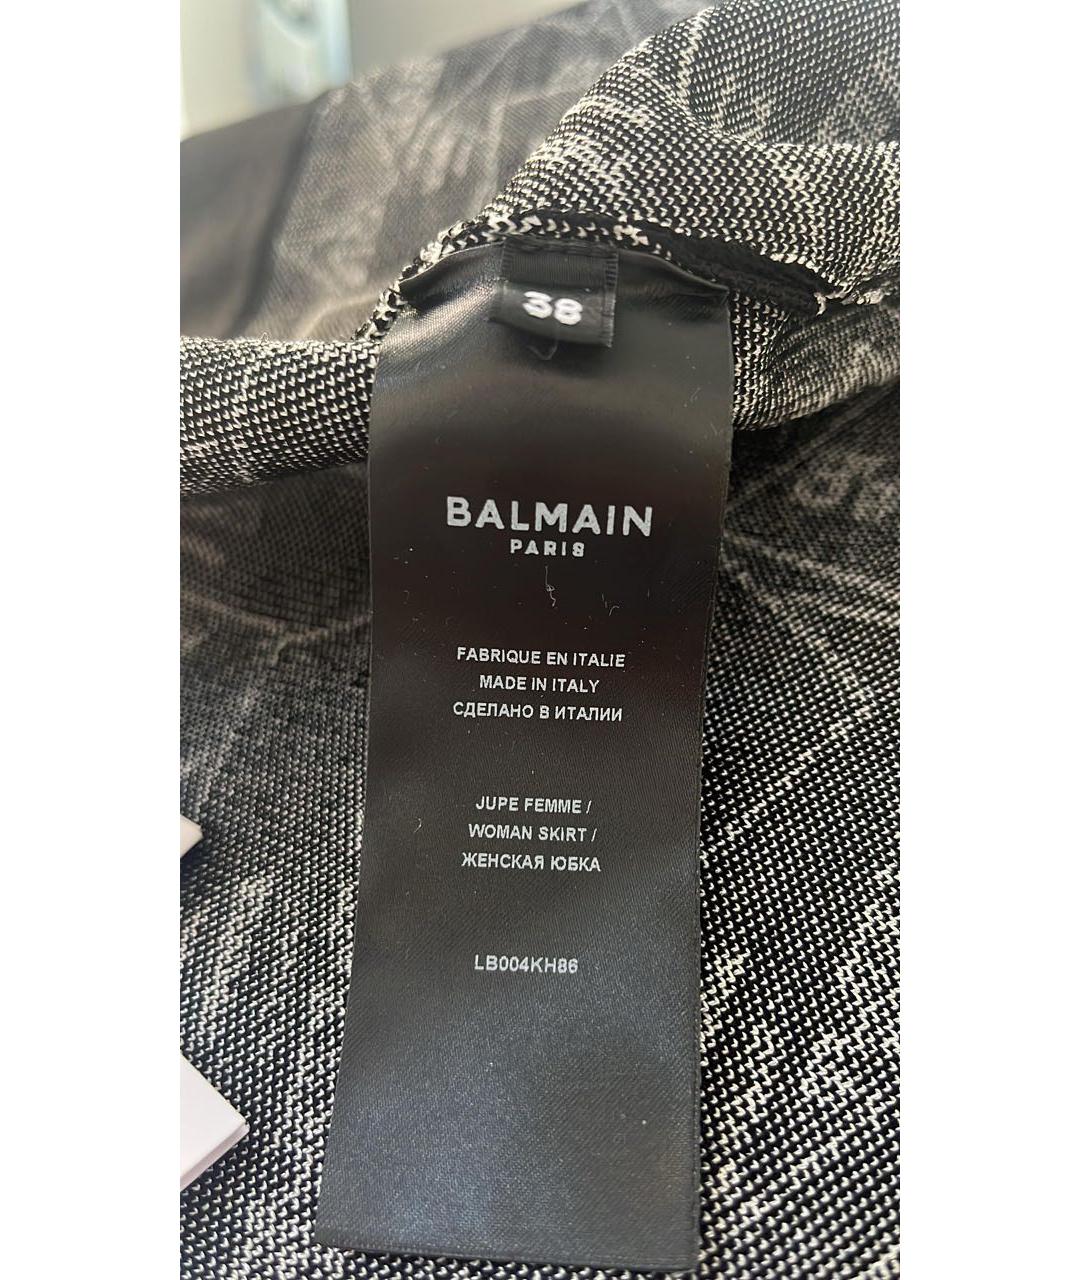 38
BALMAIN
PARIS
FABRIQUE EN ITALIE
MADE IN ITALY
СДЕЛАНО В ИТАЛИИ
JUPE FEMME /
WOMAN SKIRT /
ЖЕНСКАЯ ЮБКА
LB004KH86